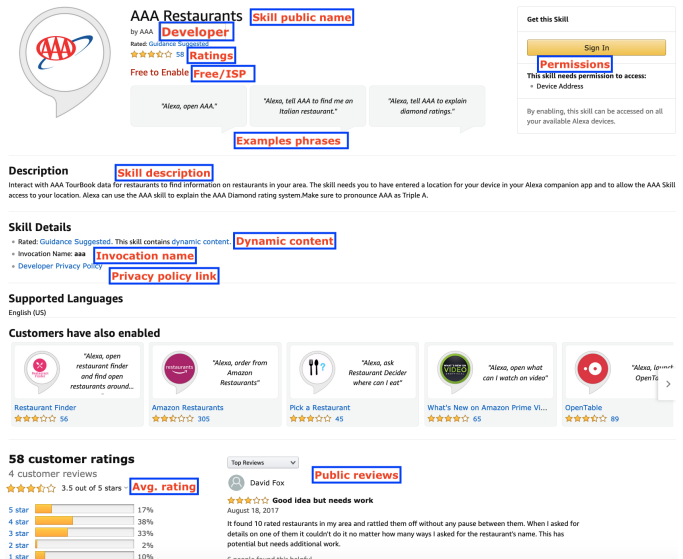 AAA Restaurants Skill public name
by AAA Developer
Rated: Guidance Suggested
58 Ratings
Free to Enable Free/ISP
"Alexa, open AAA."
"Alexa, tell AAA to find me an
Italian restaurant."
"Alexa, tell AAA to explain
diamond ratings."
Examples phrases
Get this Skill
Sign In
Permissions
This skill needs permission to access:
• Device Address
By enabling, this skill can be accessed on all
your available Alexa devices.
Description Skill description
Interact with AAA TourBook data for restaurants to find information on restaurants in your area. The skill needs you to have entered a location for your device in your Alexa companion app and to allow the AAA Skill
access to your location. Alexa can use the AAA skill to explain the AAA Diamond rating system.Make sure to pronounce AAA as Triple A.
Skill Details
• Rated: Guidance Suggested. This skill contains dynamic content. Dynamic content
• Invocation Name: aaa Invocation name
• Developer Privacy Policy
Privacy policy link
Supported Languages
English (US)
Customers have also enabled
"Alexa, open
restaurant finder
and find open
restaurants around...
Restaurant Finder
56
restaurants
"Alexa, order from
Amazon
Restaurants"
Amazon Restaurants
305
"Alexa, ask
Restaurant Decider
where can I eat"
Pick a Restaurant
45
VIDEO
"Alexa, open what
can I watch on video"
What's New on Amazon Prime Vi...
65
"Alexa, launch
OpenTa
OpenTable
89
58 customer ratings
4 customer reviews
3.5 out of 5 stars Avg. rating
5 star 17%
4 star 38%
3 star 33%
2 star 2%
1 star 10%
Top Reviews
Public reviews
David Fox
Good idea but needs work
August 18, 2017
It found 10 rated restaurants in my area and rattled them off without any pause between them. When I asked for
details on one of them it couldn't do it no matter how many ways I asked for the restaurant's name. This has
potential but needs additional work.
6 people found this helpful